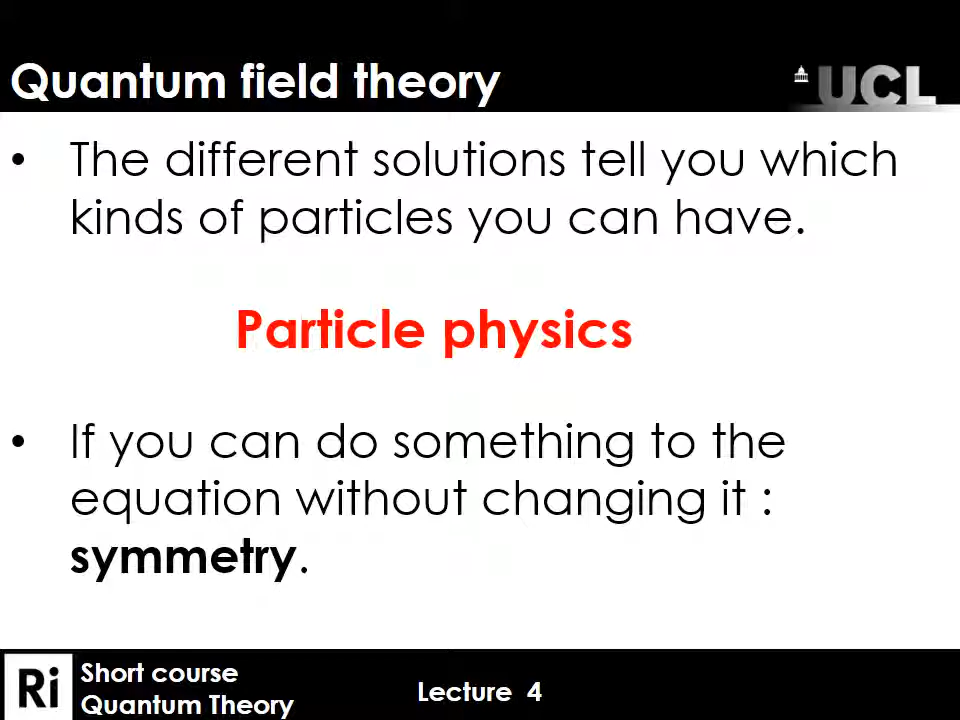 Quantum field theory
UCL
• The different solutions tell you which
kinds of particles you can have.
Particle physics
• If you can do something to the
equation without changing it :
symmetry.
Ri
Short course
Quantum Theory
Lecture 4